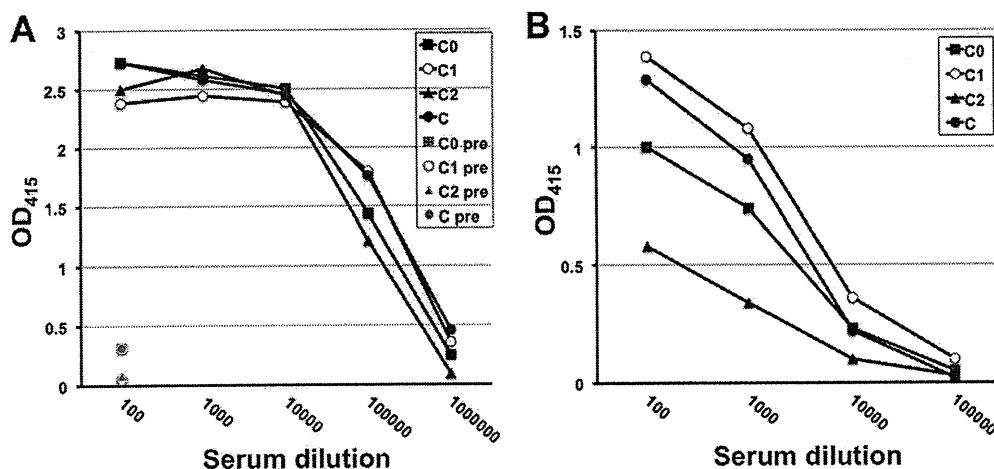 A
3
2.5
2
1.5
1
0.5
0
OD415
C0
C1
C2
C
C0 pre
C1 pre
C2 pre
C pre
100
1000
10000
100000
1000000
Serum dilution
B
1.5
1
0.5
0
OD415
C0
C1
C2
C
100
1000
10000
100000
Serum dilution